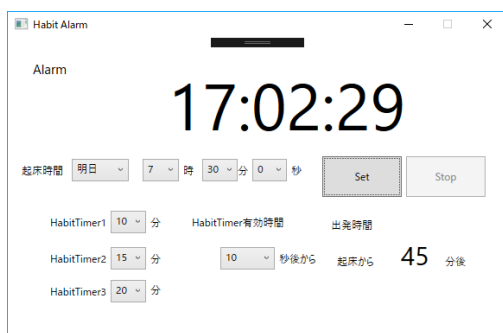 Habit Alarm
Alarm
17:02:29
起床時間 明日 7 時 30 分 0 秒 Set Stop
HabitTimer1 10 分 HabitTimer有効時間 出発時間
HabitTimer2 15 分 10 秒後から 起床から 45 分後
HabitTimer3 20 分